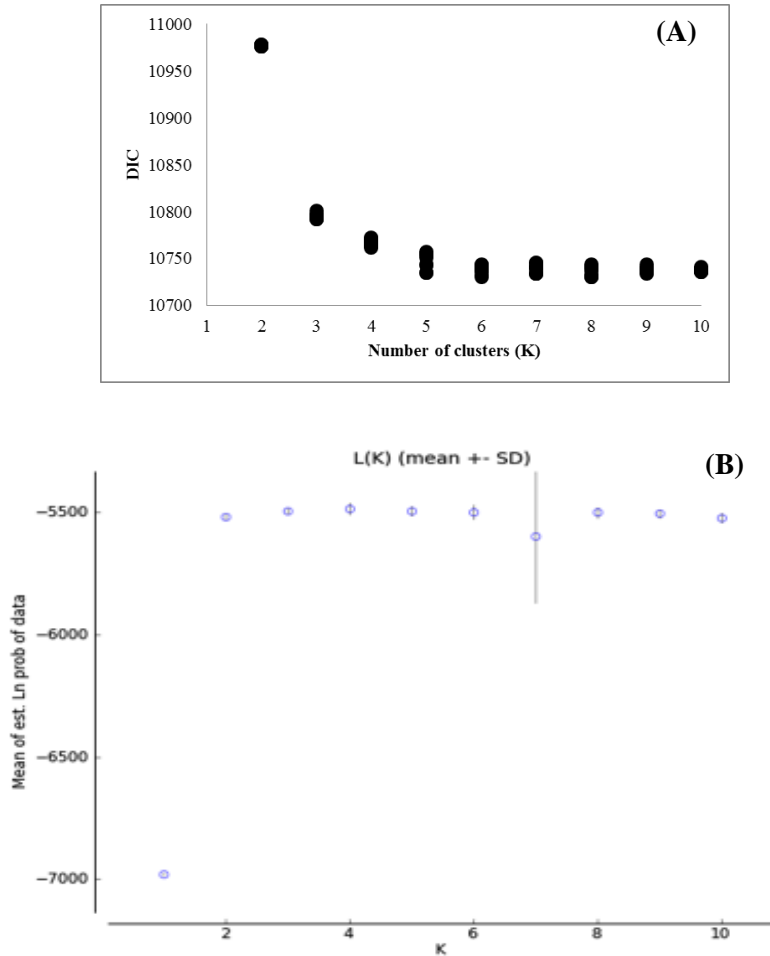 (A)
11000
10950
10900
10850
10800
10750
10700
DIC
1 2 3 4 5 6 7 8 9 10
Number of clusters (K)
(B)
L(K) (mean +- SD)
−5500
−6000
−6500
−7000
Mean of est. Ln prob of data
2 4 6 8 10
K